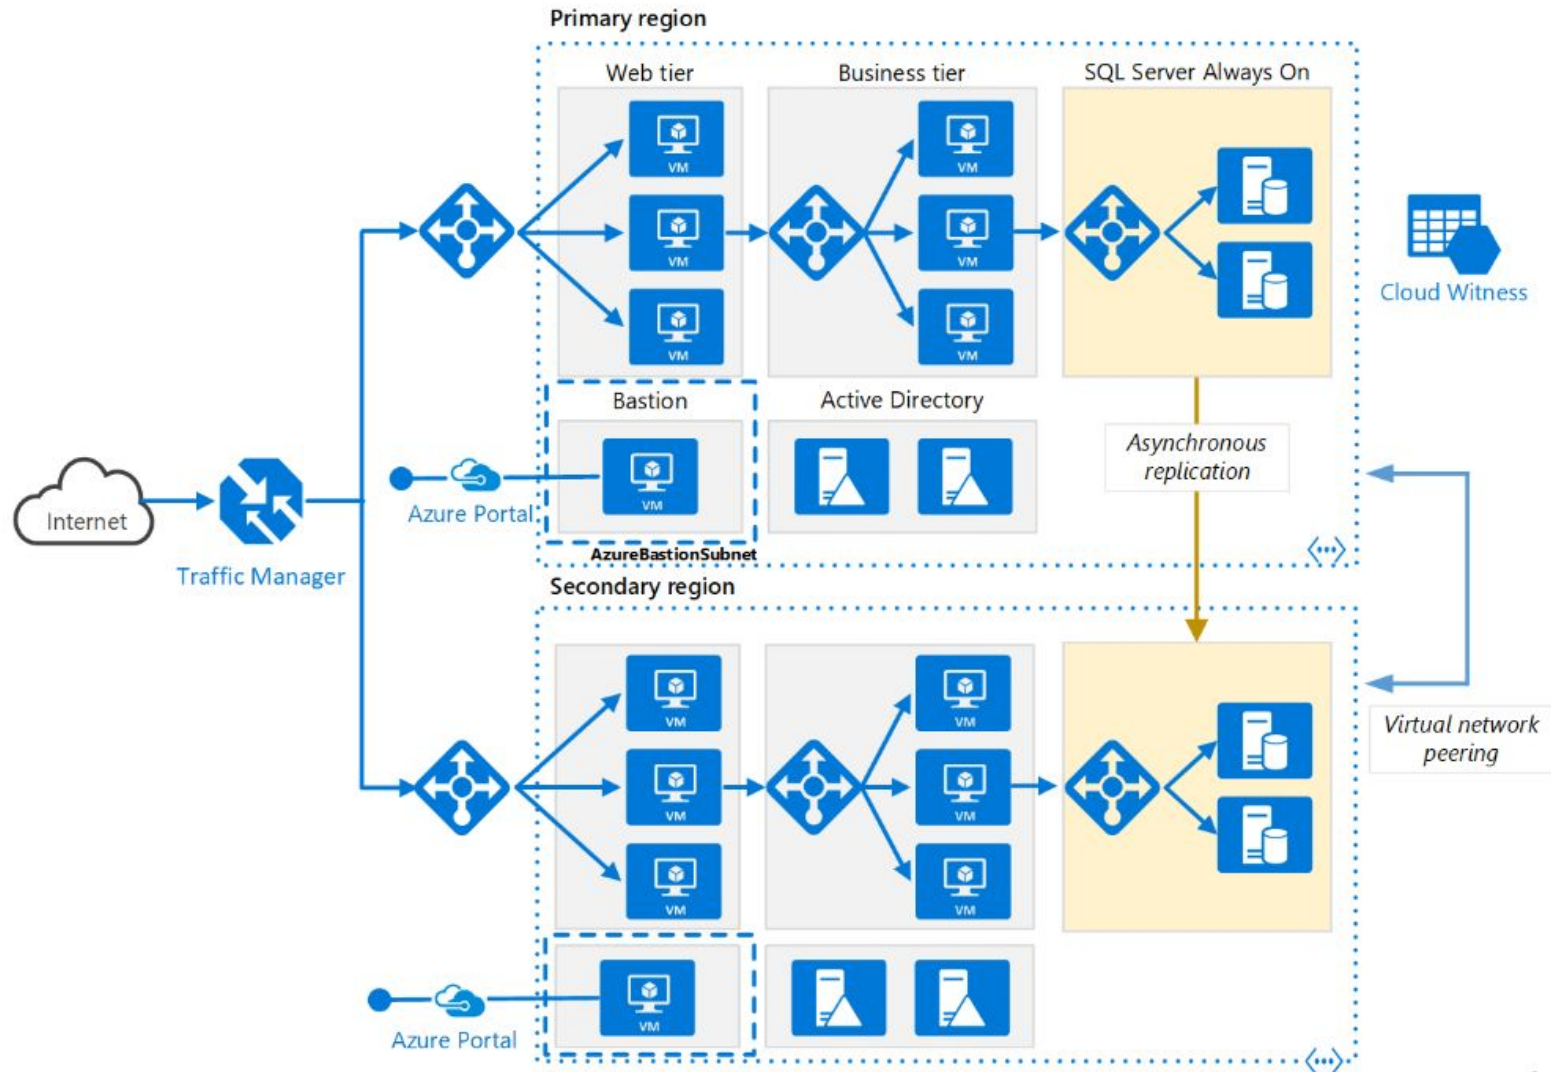 Primary region
Web tier
Business tier
SQL Server Always On
VM
VM
VM
VM
VM
VM
Cloud Witness
Bastion
Active Directory
Asynchronous
replication
VM
Azure Portal
AzureBastionSubnet
Internet
Traffic Manager
Secondary region
VM
VM
VM
VM
VM
VM
Virtual network
peering
VM
Azure Portal